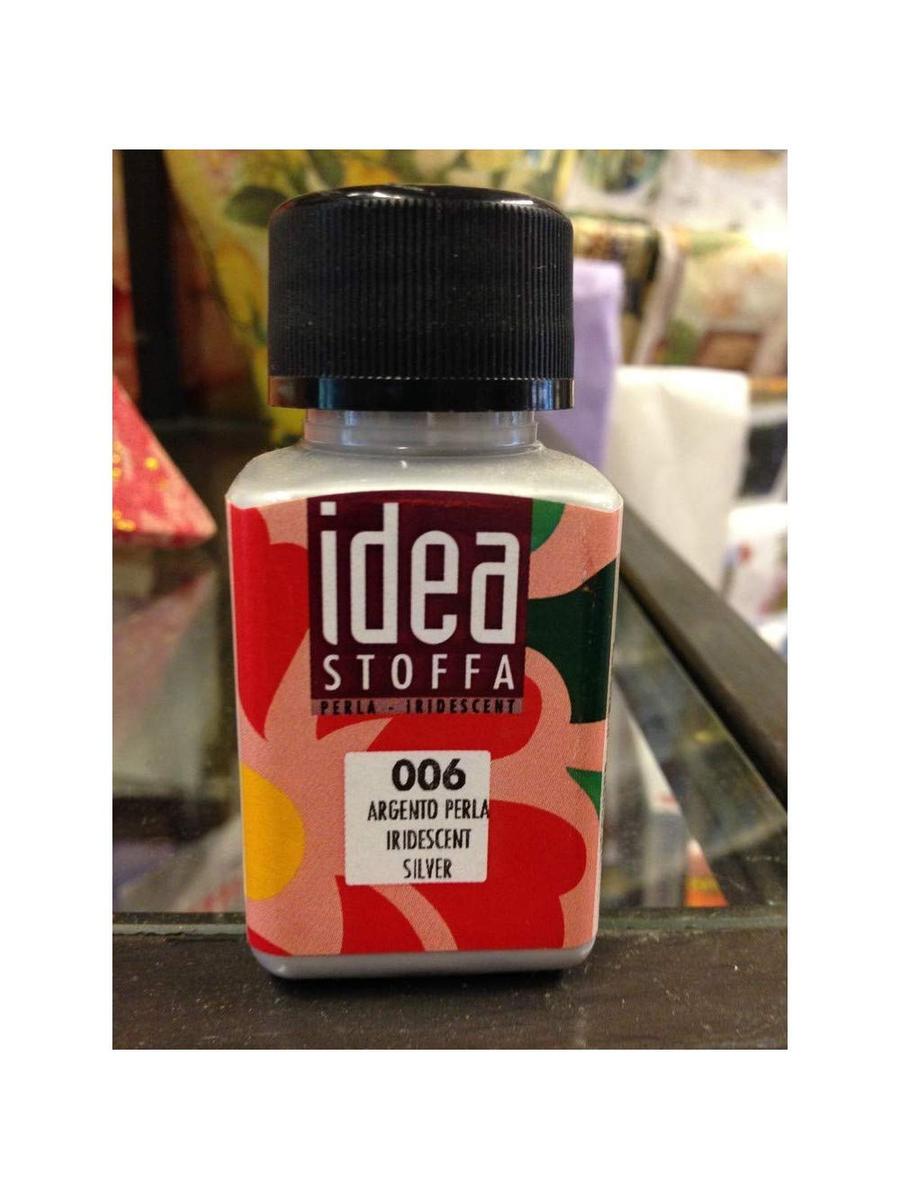 idea
STOFFA
PERLA - IRIDESCENT
006
ARGENTO PERLA
IRIDESCENT
SILVER